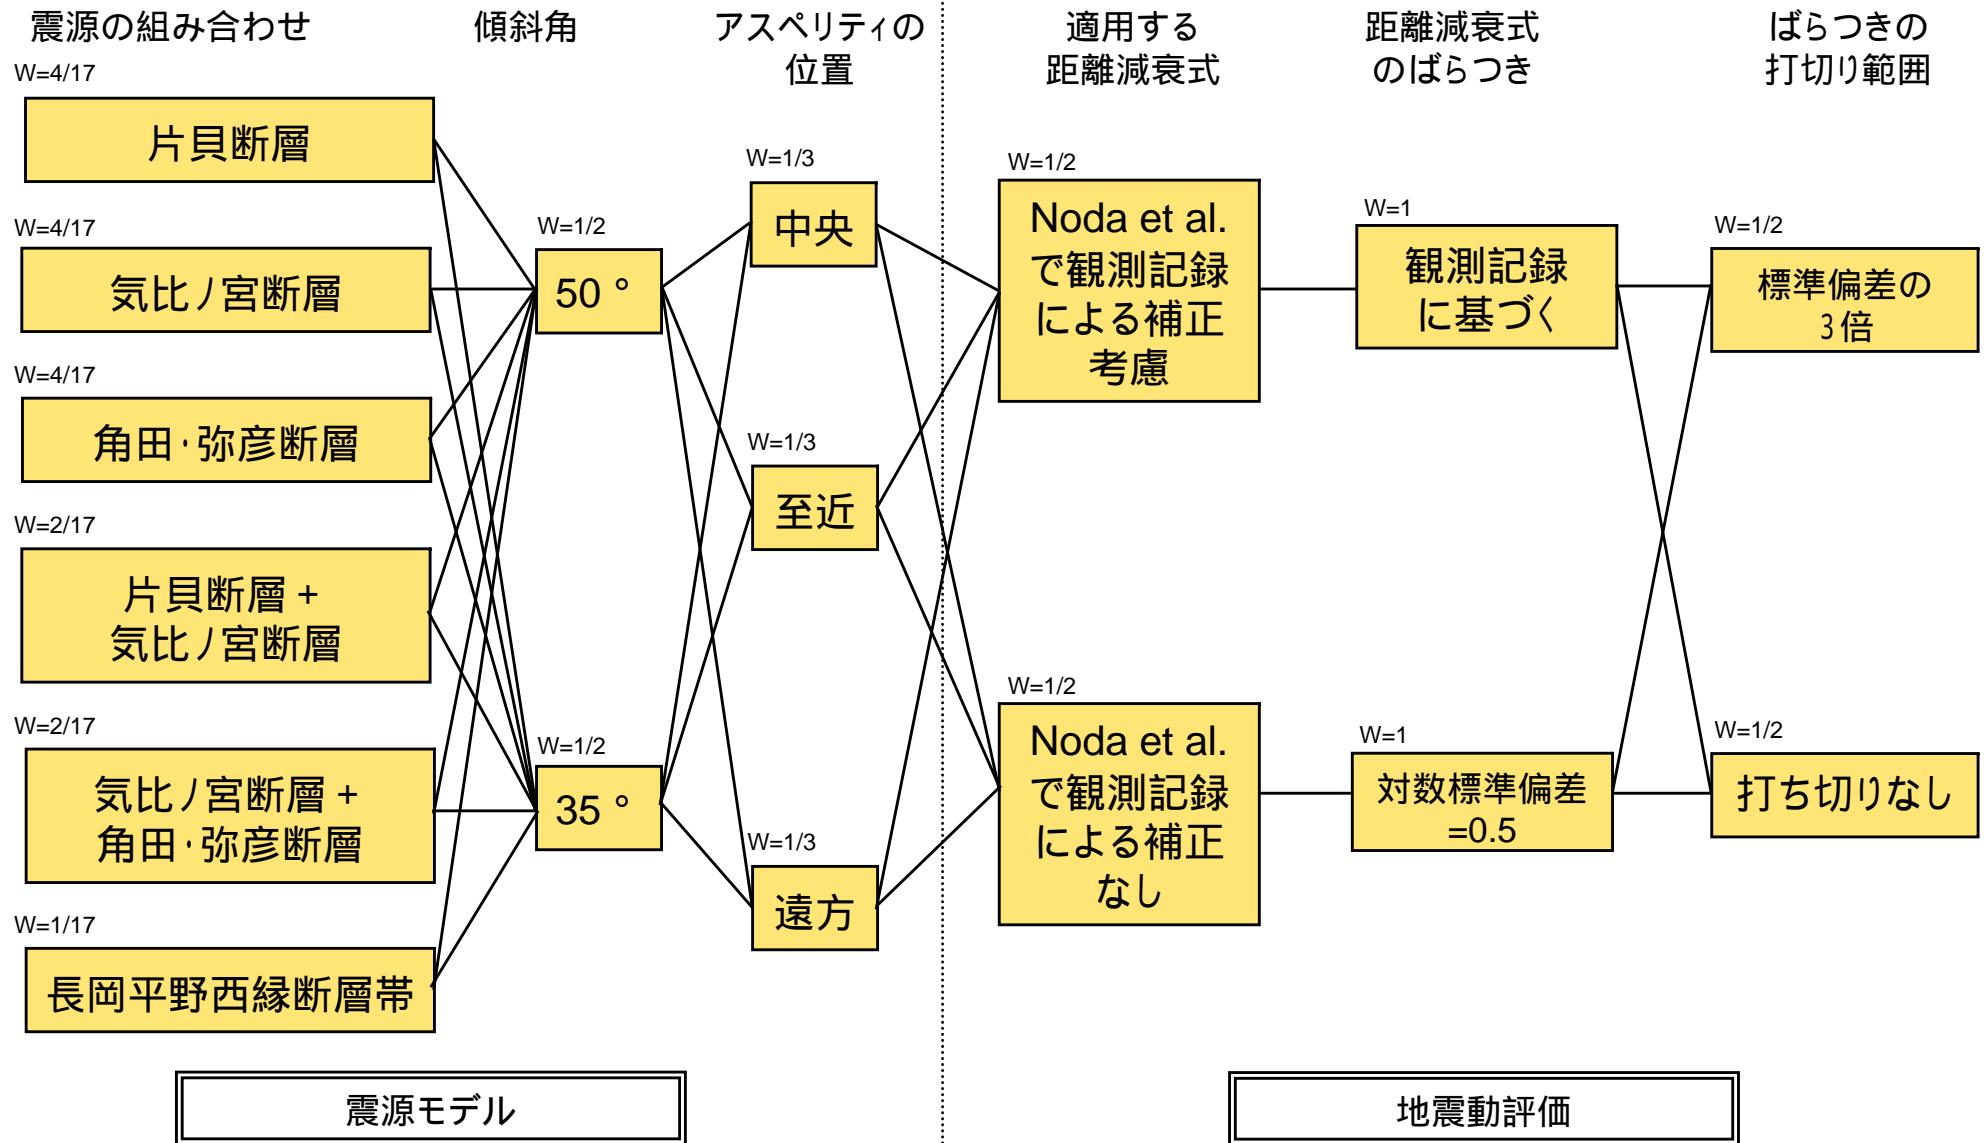 震源の組み合わせ
傾斜角
アスペリティの
位置
適用する
距離減衰式
距離減衰式
のばらつき
ばらつきの
打切り範囲
W=4/17
片貝断層
W=4/17
気比ノ宮断層
W=4/17
角田・弥彦断層
W=2/17
片貝断層+
気比ノ宮断層
W=2/17
気比ノ宮断層+
角田・弥彦断層
W=1/17
長岡平野西縁断層帯
W=1/2
50°
W=1/2
35°
W=1/3
中央
W=1/3
至近
W=1/3
遠方
W=1/2
Noda et al.
で観測記録
による補正
考慮
W=1/2
Noda et al.
で観測記録
による補正
なし
W=1
観測記録
に基づく
W=1
対数標準偏差
=0.5
W=1/2
標準偏差の
3倍
W=1/2
打ち切りなし
震源モデル
地震動評価